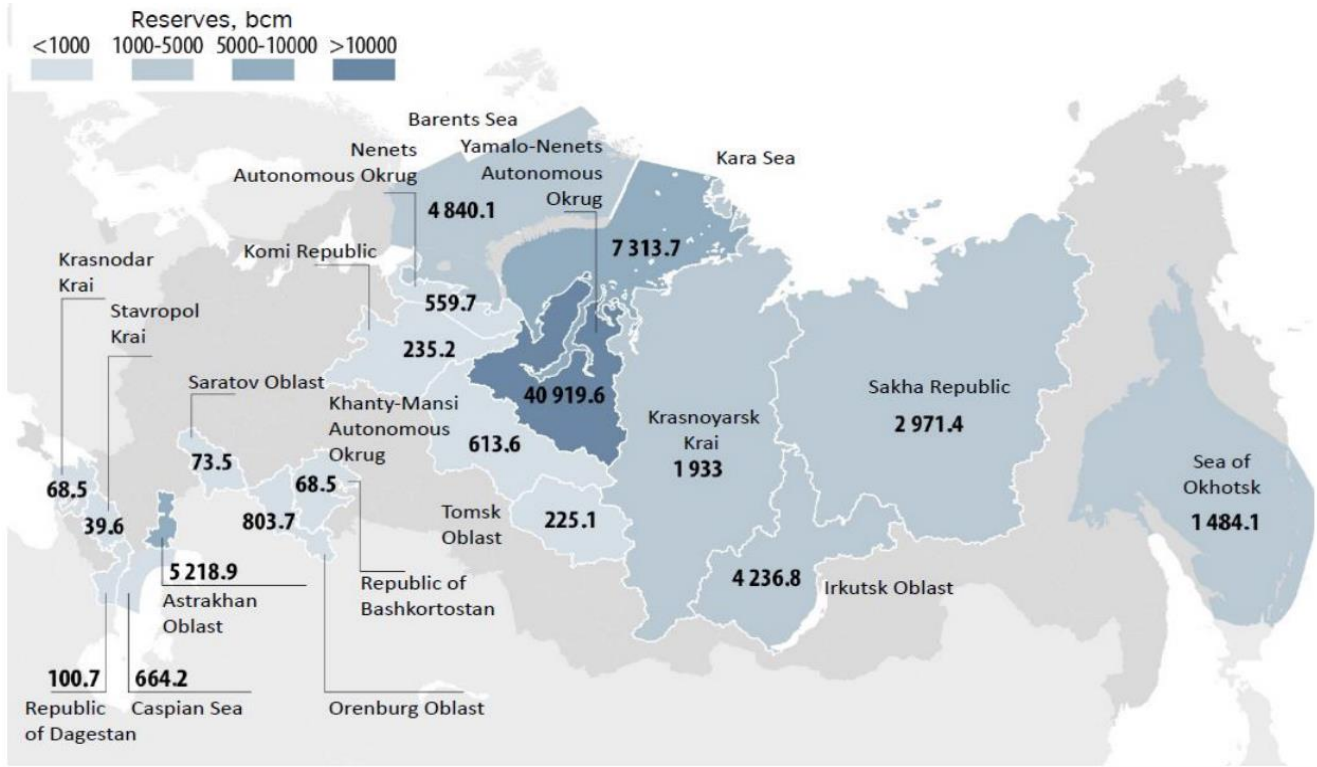 Reserves, bcm
<1000 1000-5000 5000-10000 >10000
Barents Sea
Nenets
Autonomous Okrug
Yamalo-Nenets
Autonomous
Okrug
Kara Sea
4 840.1
7 313.7
Komi Republic
Krasnodar
Krai
Stavropol
Krai
559.7
235.2
Saratov Oblast
Khanty-Mansi
Autonomous
Okrug
40 919.6
613.6
Krasnoyarsk
Krai
1 933
Sakha Republic
2 971.4
Sea of
Okhotsk
1 484.1
73.5
68.5
68.5
39.6
803.7
Tomsk
Oblast
225.1
5 218.9
Astrakhan
Oblast
Republic of
Bashkortostan
4 236.8
Irkutsk Oblast
100.7
Republic
of Dagestan
664.2
Caspian Sea
Orenburg Oblast